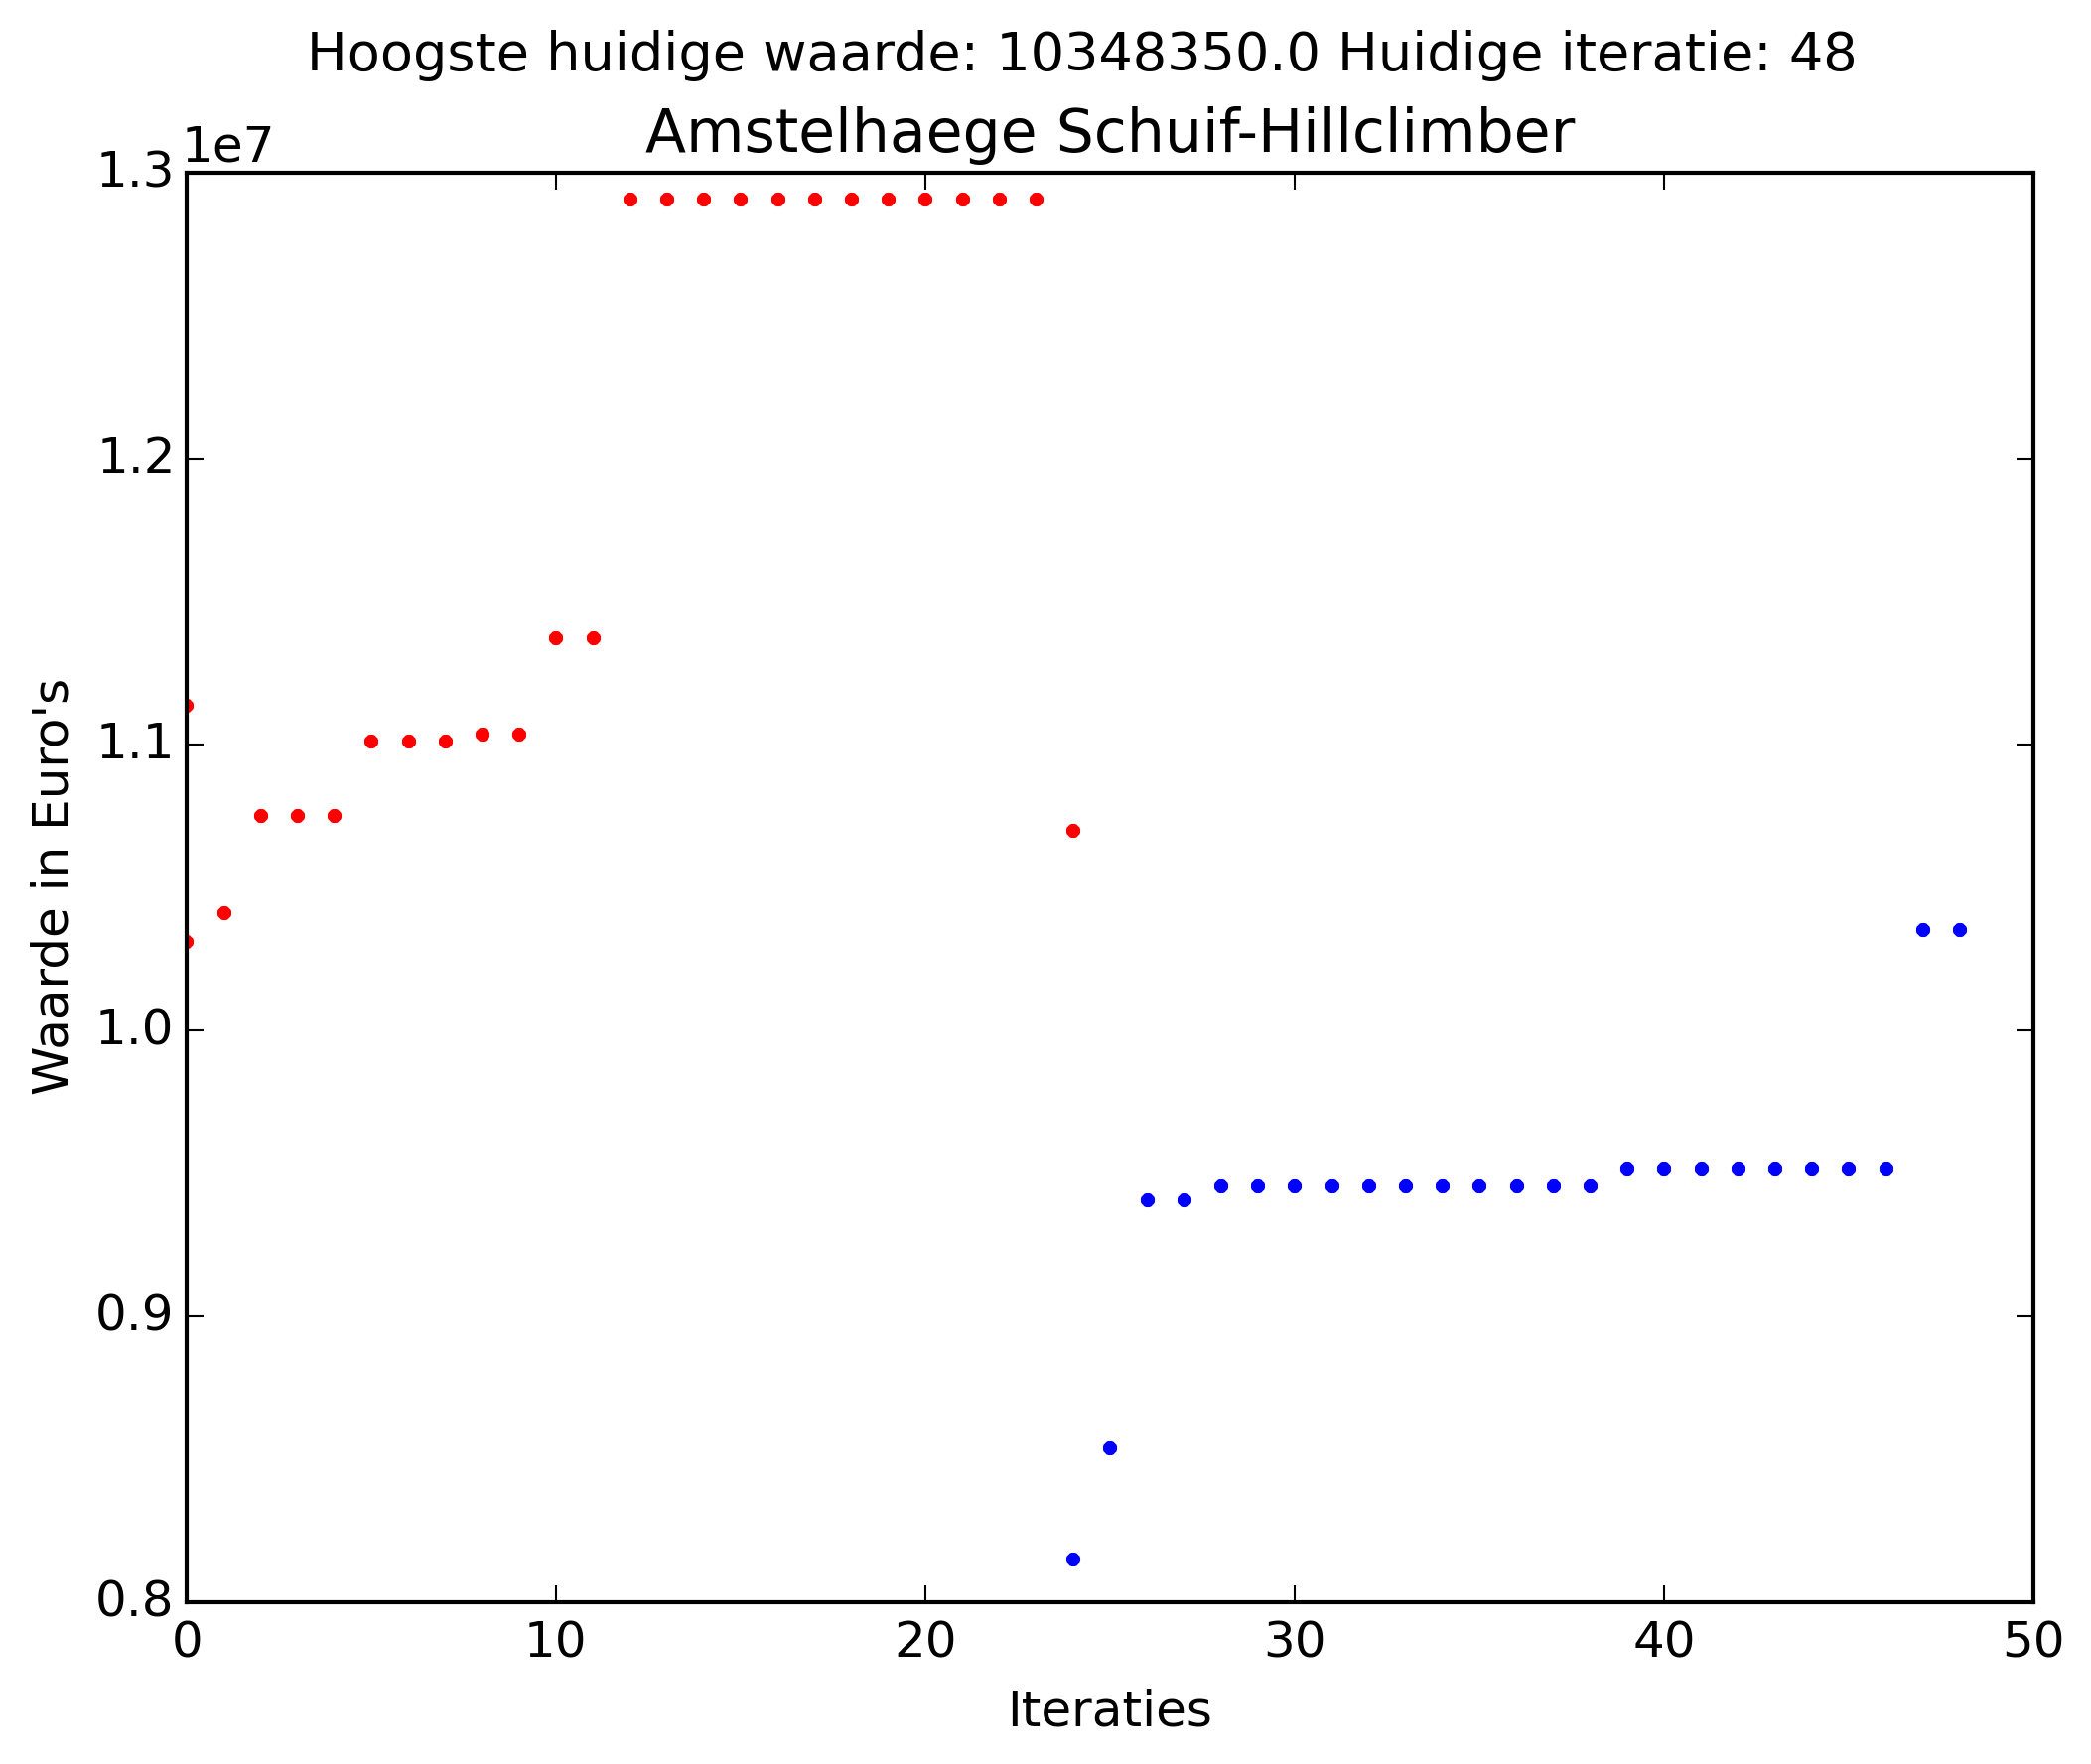 Hoogste huidige waarde: 10348350.0 Huidige iteratie: 48
Amstelhaege Schuif-Hillclimber
1e7
1.3
1.2
1.1
1.0
0.9
0.8
Waarde in Euro's
0 10 20 30 40 50
Iteraties